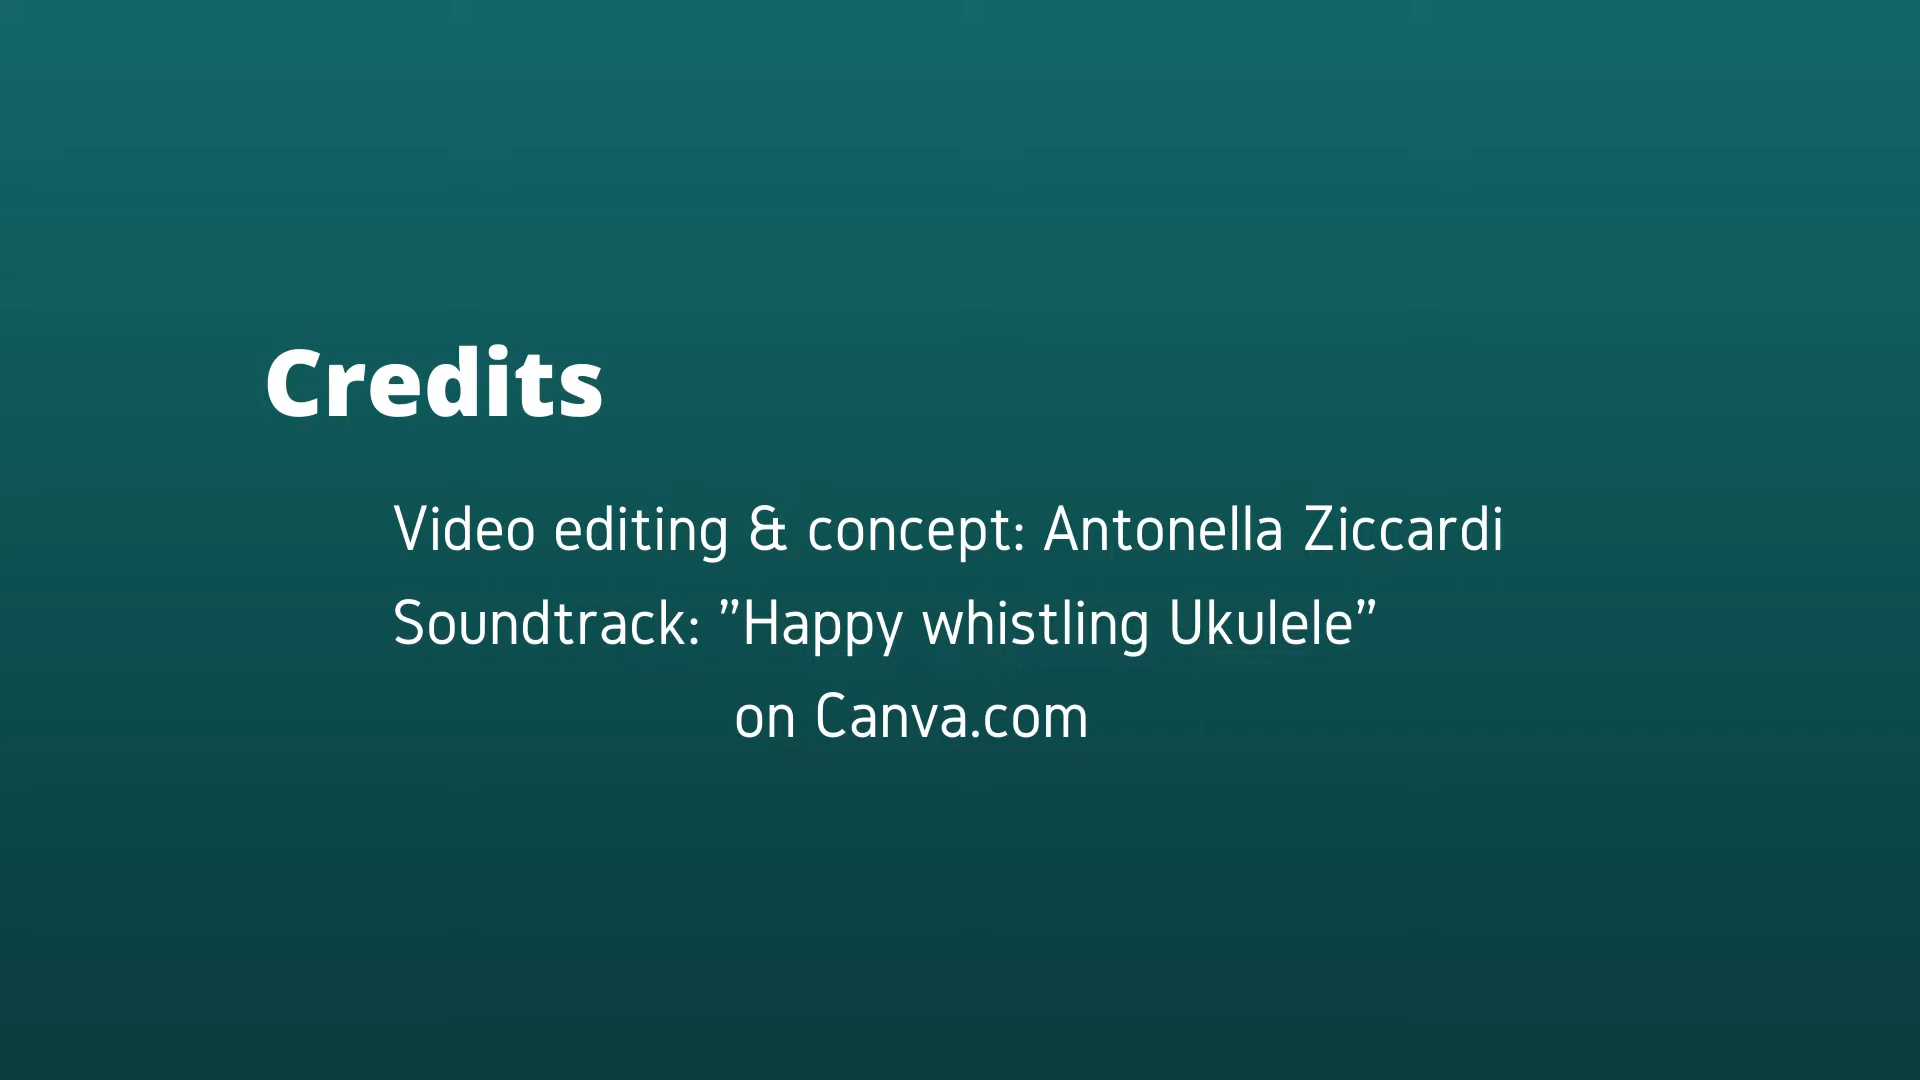 Credits
Video editing & concept: Antonella Ziccardi
Soundtrack: ”Happy whistling Ukulele”
on Canva.com